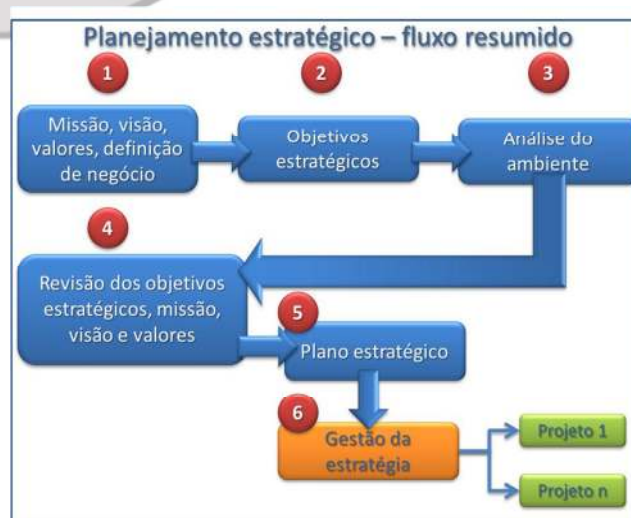 Planejamento estratégico – fluxo resumido
1
2
3
Missão, visão,
valores, definição
de negócio
Objetivos
estratégicos
Análise do
ambiente
4
Revisão dos objetivos
estratégicos, missão,
visão e valores
5
Plano estratégico
6
Gestão da
estratégia
Projeto 1
Projeto n